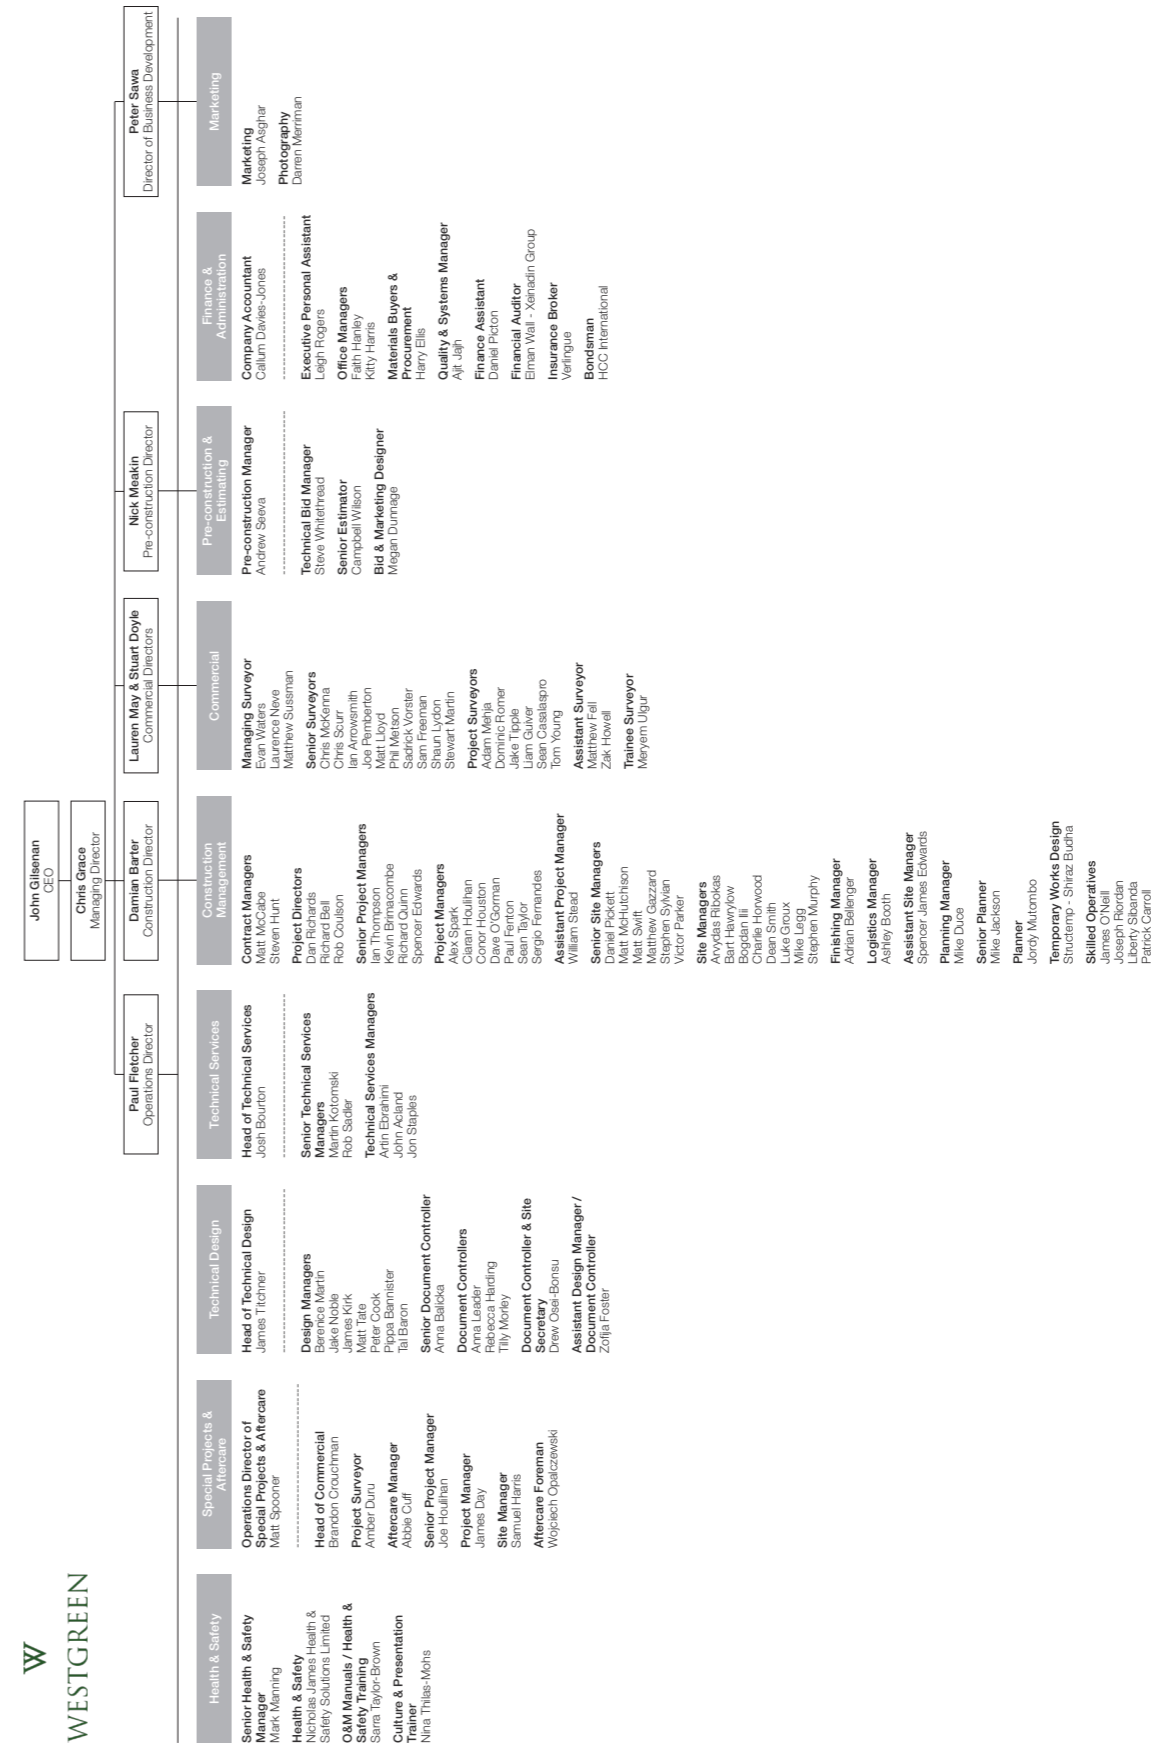 W
WESTGREEN
John Gilsenan
CEO
Chris Grace
Managing Director
Paul Fletcher
Operations Director
Damian Barter
Construction Director
Lauren May & Stuart Doyle
Commercial Directors
Nick Meakin
Pre-construction Director
Peter Sawa
Director of Business Development
Health & Safety
Senior Health & Safety
Manager
Mark Manning
Health & Safety
Nicholas James Health &
Safety Solutions Limited
O&M Manuals / Health &
Safety Training
Sarra Taylor-Brown
Culture & Presentation
Trainer
Nina Thilas-Mohs
Special Projects &
Aftercare
Operations Director of
Special Projects & Aftercare
Matt Spooner
Head of Commercial
Brandon Crouchman
Project Surveyor
Amber Duru
Aftercare Manager
Abbie Cuff
Senior Project Manager
Joe Houlihan
Project Manager
James Day
Site Manager
Samuel Harris
Aftercare Foreman
Wojciech Opalczewski
Technical Design
Head of Technical Design
James Titchner
Design Managers
Berenice Martin
Jake Noble
James Kirk
Matt Tate
Peter Cook
Pippa Bannister
Tal Baron
Senior Document Controller
Anna Balicka
Document Controllers
Anna Leader
Rebecca Harding
Tilly Morley
Document Controller & Site
Secretary
Drew Osei-Bonsu
Assistant Design Manager /
Document Controller
Zofija Foster
Technical Services
Head of Technical Services
Josh Bourton
Senior Technical Services
Managers
Martin Kotomski
Rob Sadler
Technical Services Managers
Artin Ebrahimi
John Acland
Jon Staples
Construction
Management
Contract Managers
Matt McCabe
Steven Hunt
Project Directors
Dan Richards
Richard Bell
Rob Coulson
Senior Project Managers
Ian Thompson
Kevin Brimacombe
Richard Quinn
Spencer Edwards
Project Managers
Alex Spark
Ciaran Houlihan
Conor Houston
Dave O'Gorman
Paul Fenton
Sean Taylor
Sergio Fernandes
Assistant Project Manager
William Stead
Senior Site Managers
Daniel Pickett
Matt McHutchison
Matt Swift
Matthew Gazzard
Stephen Sylvian
Victor Parker
Site Managers
Arvydas Ribokas
Bart Hawrylow
Bogdan Ilii
Charlie Horwood
Dean Smith
Luke Groux
Mike Legg
Stephen Murphy
Finishing Manager
Adrian Bellenger
Logistics Manager
Ashley Booth
Assistant Site Manager
Spencer James Edwards
Planning Manager
Mike Duce
Senior Planner
Mike Jackson
Planner
Jordy Mutombo
Temporary Works Design
Structemp - Shiraz Budha
Skilled Operatives
James O'Neill
Joseph Riordan
Liberty Sibanda
Patrick Carroll
Commercial
Managing Surveyor
Evan Waters
Laurence Neve
Matthew Sussman
Senior Surveyors
Chris McKenna
Chris Scurr
Ian Arrowsmith
Joe Pemberton
Matt Lloyd
Phil Metson
Sadrick Vorster
Sam Freeman
Shaun Lydon
Stewart Martin
Project Surveyors
Adam Mehja
Dominic Romer
Jake Tipple
Liam Guiver
Sean Casalaspro
Tom Young
Assistant Surveyor
Matthew Fell
Zak Howell
Trainee Surveyor
Meryem Ulgur
Pre-construction &
Estimating
Pre-construction Manager
Andrew Seeva
Technical Bid Manager
Steve Whitethread
Senior Estimator
Campbell Wilson
Bid & Marketing Designer
Megan Dunnage
Finance &
Administration
Company Accountant
Callum Davies-Jones
Executive Personal Assistant
Leigh Rogers
Office Managers
Faith Hanley
Kitty Harris
Materials Buyers &
Procurement
Harry Ellis
Quality & Systems Manager
Ajit Jajh
Finance Assistant
Daniel Picton
Financial Auditor
Elman Wall - Xeinadin Group
Insurance Broker
Verlingue
Bondsman
HCC International
Marketing
Marketing
Joseph Asghar
Photography
Darren Merriman